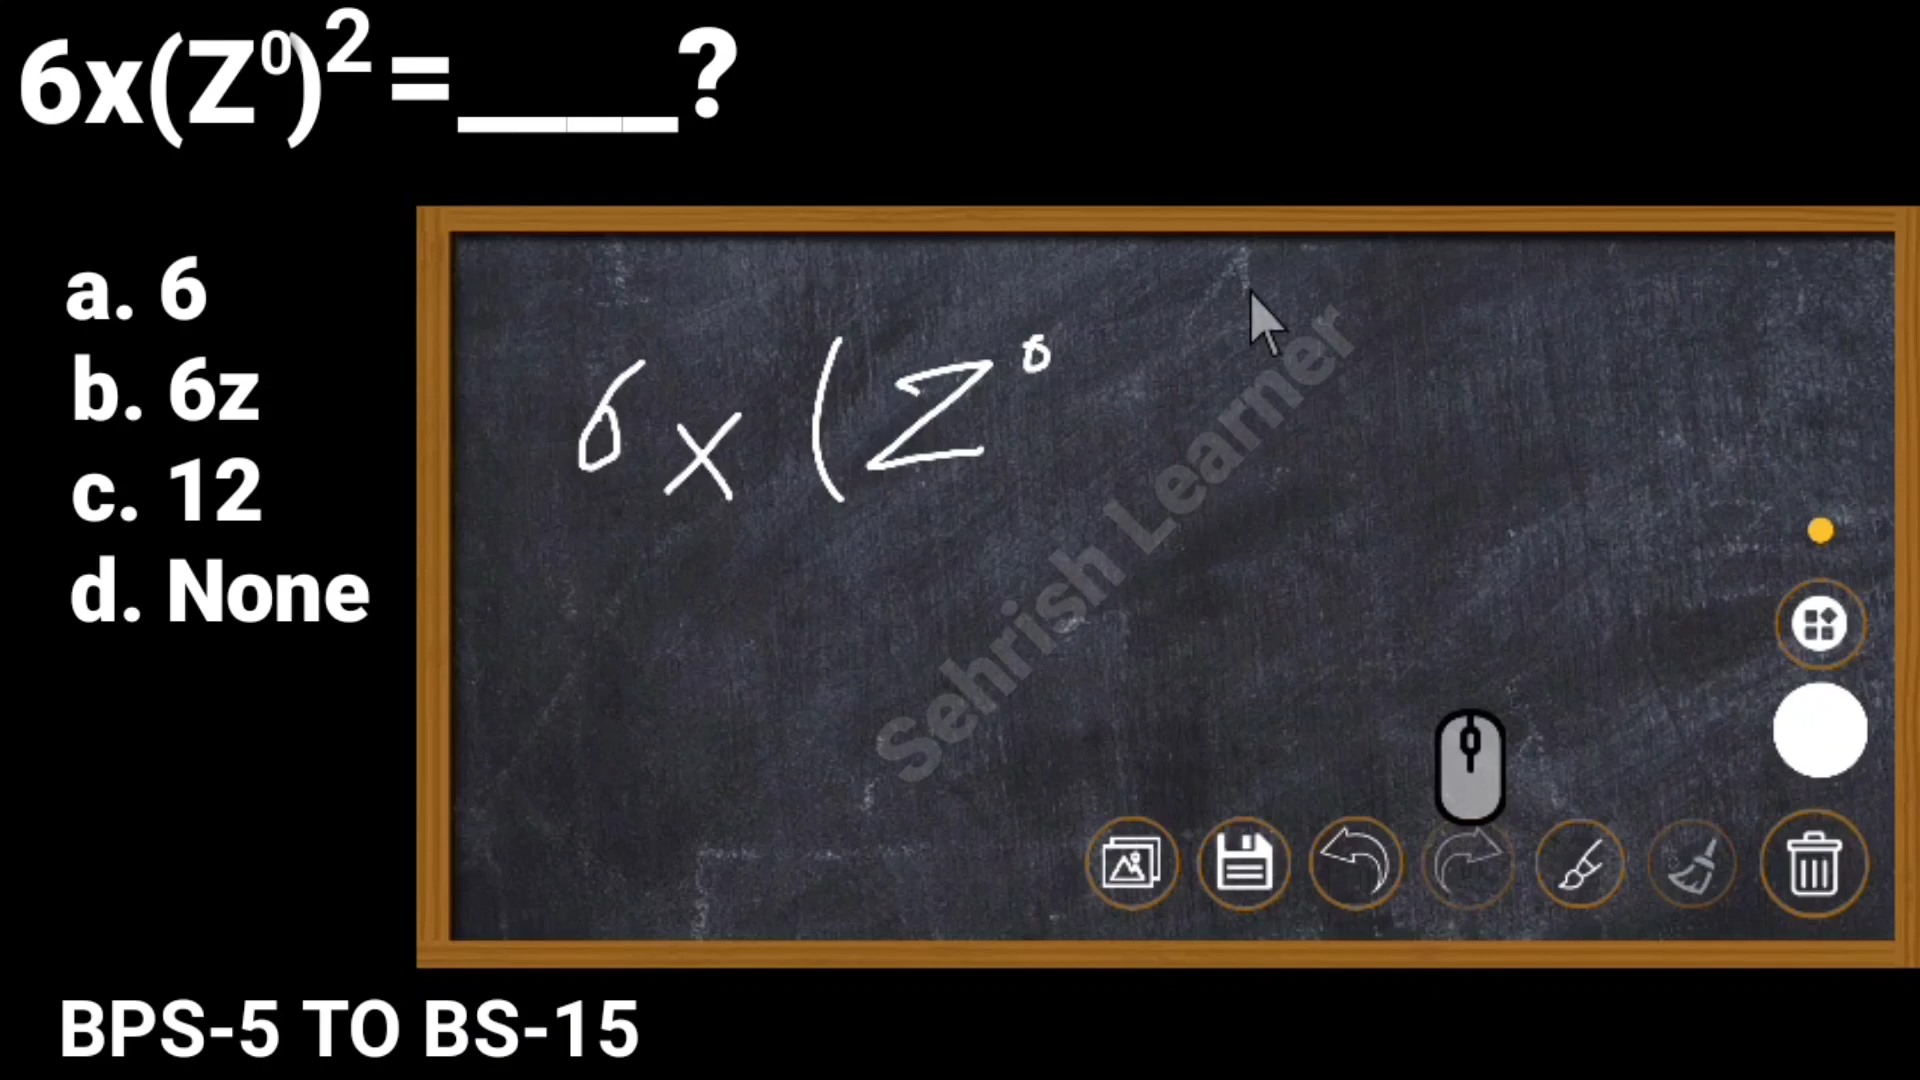 6x(Z⁰)² =____?
a. 6
b. 6z
c. 12
d. None
6 x (Z⁰
Sehrish Learner
BPS-5 TO BS-15